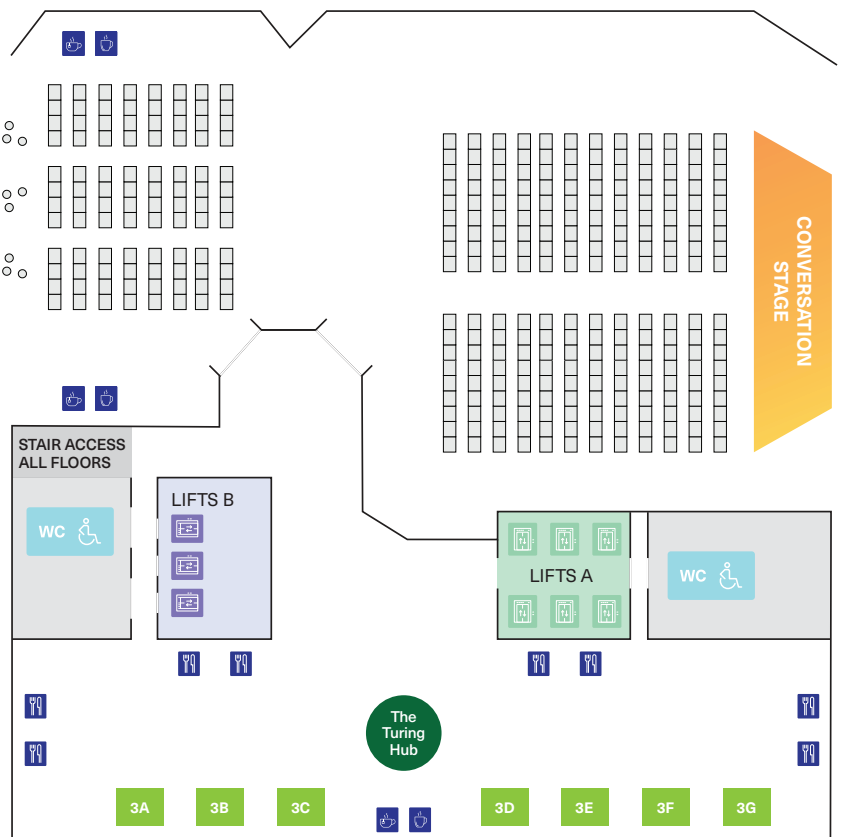 CONVERSATION
STAGE
STAIR ACCESS
ALL FLOORS
WC
LIFTS B
LIFTS A
WC
The
Turing
Hub
3A
3B
3C
3D
3E
3F
3G